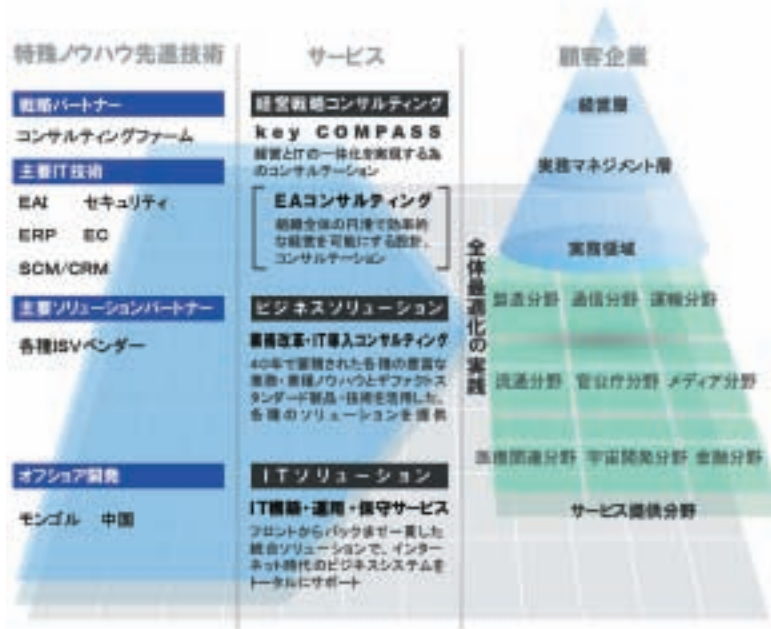 特殊ノウハウ先進技術
戦略パートナー
コンサルティングファーム
主要IT技術
EAI セキュリティ
ERP EC
SCM/CRM
主要ソリューションパートナー
各種ISVベンダー
オフショア開発
モンゴル 中国
サービス
経営戦略コンサルティング
key COMPASS
経営とITの一体化を実現する為
のコンサルテーション
EAコンサルティング
組織全体の円滑で効率的
な経営を可能にする設計、
コンサルテーション
ビジネスソリューション
業務改革・IT導入コンサルティング
40年で蓄積された各種の豊富な
業務・業種ノウハウとデファクトス
タンダード製品・技術を活用した、
各種のソリューションを提供
ITソリューション
IT構築・運用・保守サービス
フロントからバックまで一貫した
統合ソリューションで、インター
ネット時代のビジネスシステムを
トータルにサポート
全体最適化の実践
顧客企業
経営層
実務マネジメント層
実務領域
製造分野 通信分野 運輸分野
流通分野 官公庁分野 メディア分野
医療関連分野 宇宙開発分野 金融分野
サービス提供分野